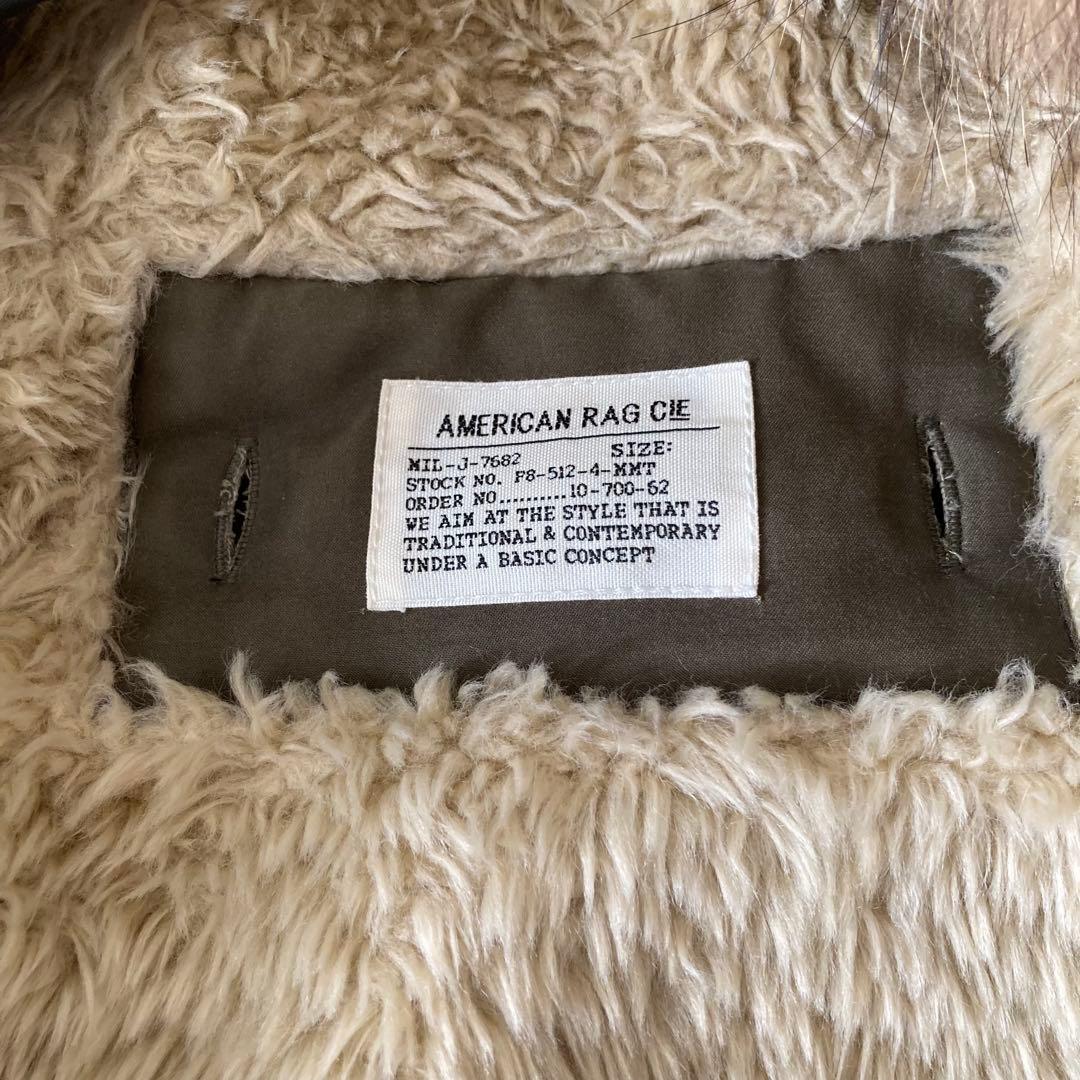 AMERICAN RAG CIE
MIL-J-7682 SIZE:
STOCK NO. F8-512-4-MMT
ORDER NO..........10-700-62
WE AIM AT THE STYLE THAT IS
TRADITIONAL & CONTEMPORARY
UNDER A BASIC CONCEPT